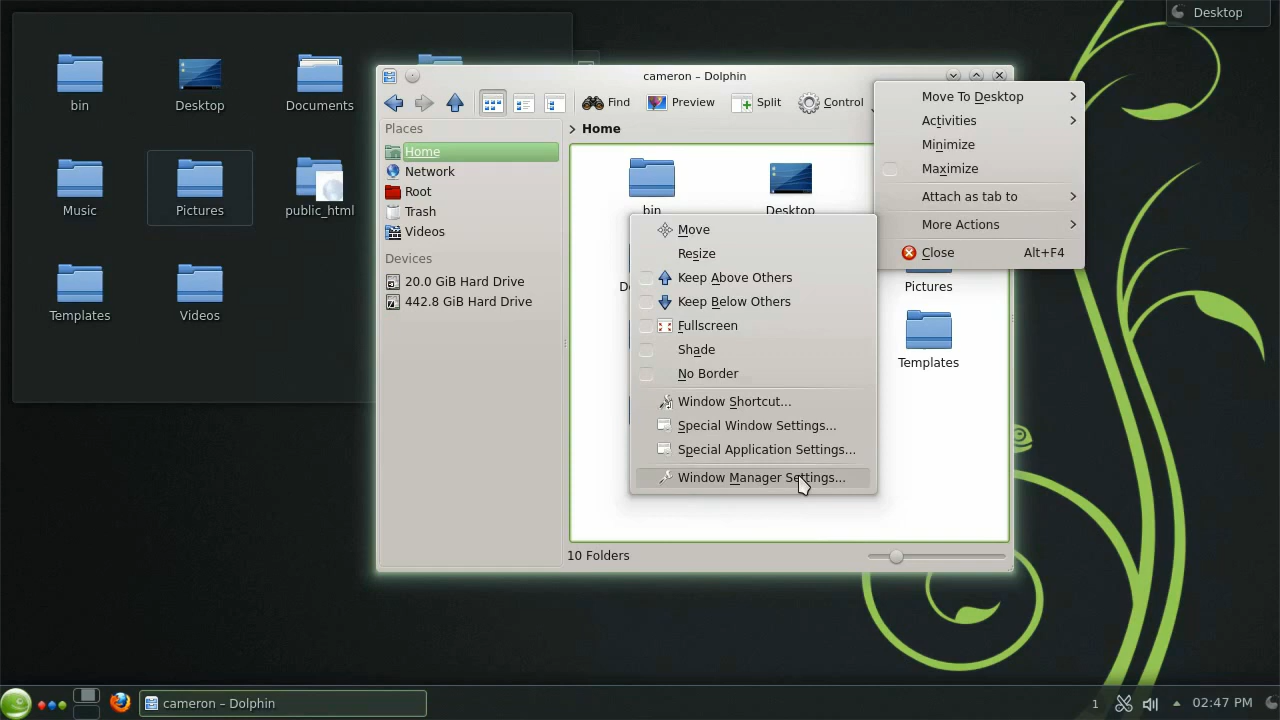 Desktop
bin
Desktop
Documents
Music
Pictures
public_html
Templates
Videos
cameron – Dolphin
Find
Preview
Split
Control
Places
Home
Network
Root
Trash
Videos
Devices
20.0 GiB Hard Drive
442.8 GiB Hard Drive
Home
bin
Desktop
Pictures
Templates
10 Folders
Move To Desktop
Activities
Minimize
Maximize
Attach as tab to
More Actions
Close Alt+F4
Move
Resize
Keep Above Others
Keep Below Others
Fullscreen
Shade
No Border
Window Shortcut...
Special Window Settings...
Special Application Settings...
Window Manager Settings...
cameron – Dolphin
1
02:47 PM